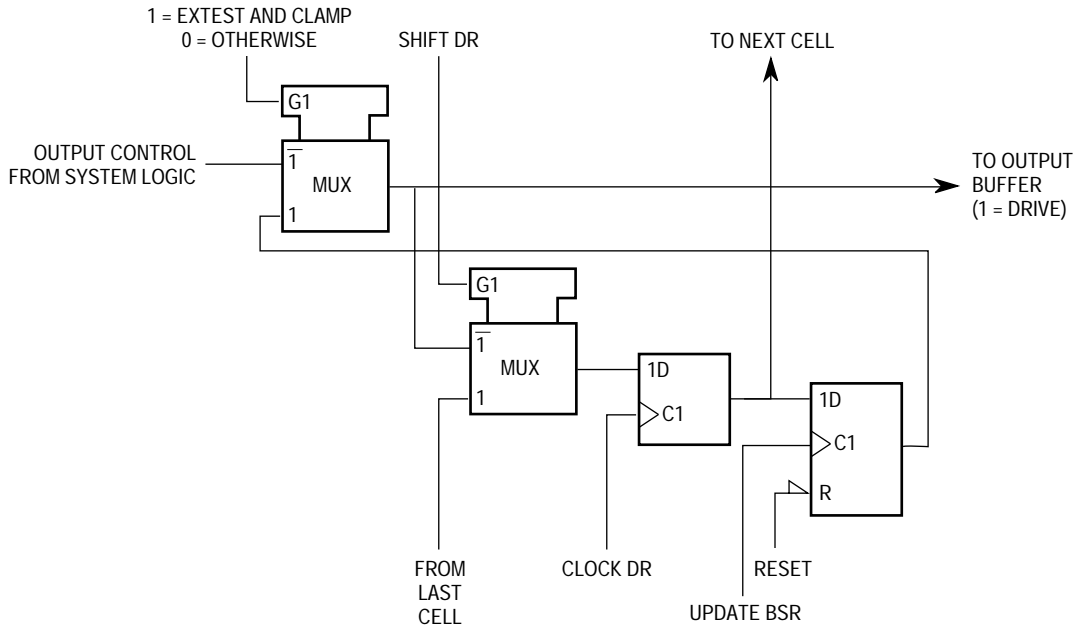 1 = EXTEST AND CLAMP
0 = OTHERWISE
SHIFT DR
TO NEXT CELL
G1
OUTPUT CONTROL
FROM SYSTEM LOGIC
1
MUX
1
TO OUTPUT
BUFFER
(1 = DRIVE)
G1
1
MUX
1
1D
C1
1D
C1
R
FROM
LAST
CELL
CLOCK DR
RESET
UPDATE BSR